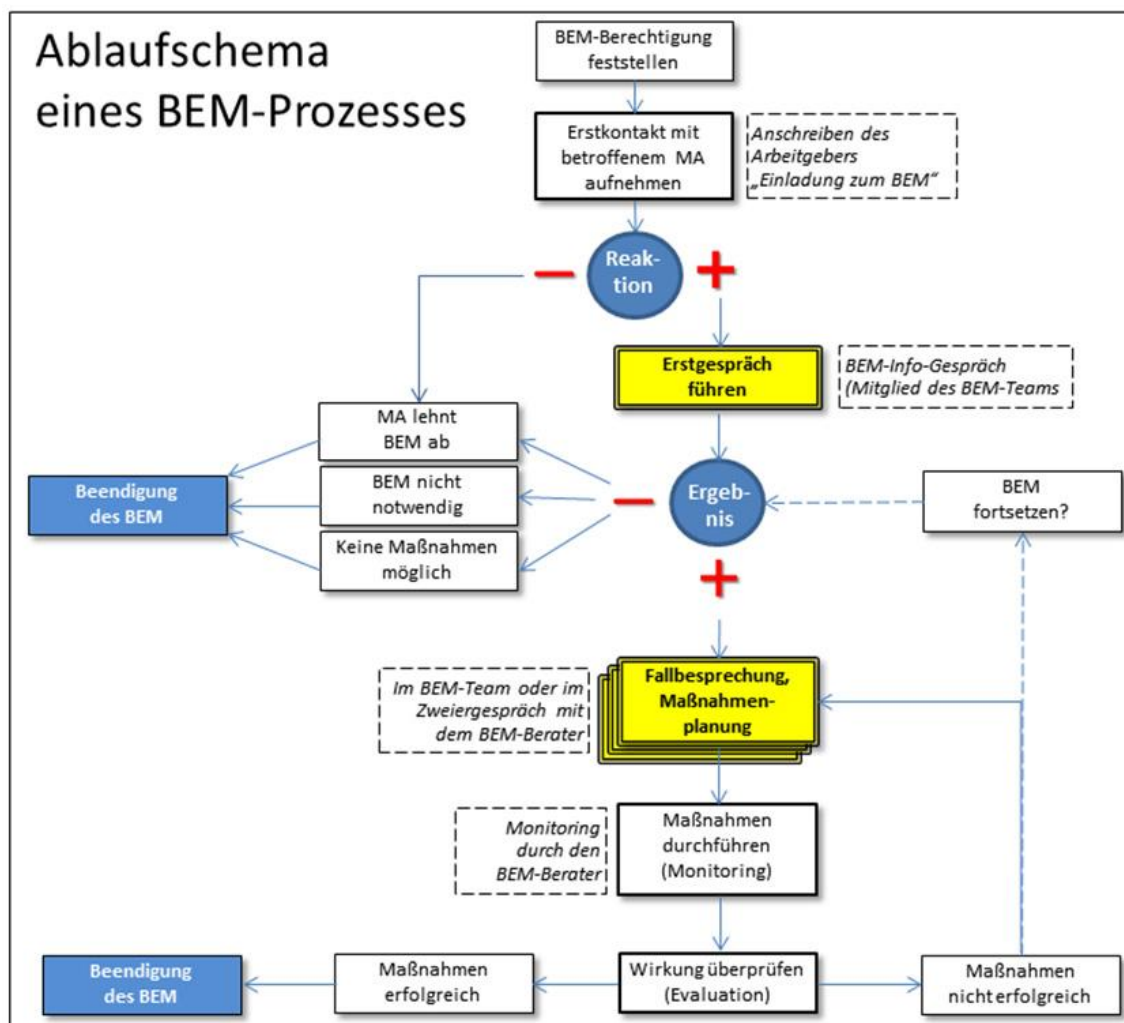 Ablaufschema
eines BEM-Prozesses
BEM-Berechtigung
feststellen
Erstkontakt mit
betroffenem MA
aufnehmen
Anschreiben des
Arbeitgebers
„Einladung zum BEM“
Reak-
tion
Erstgespräch
führen
BEM-Info-Gespräch
(Mitglied des BEM-Teams
MA lehnt
BEM ab
BEM nicht
notwendig
Keine Maßnahmen
möglich
Beendigung
des BEM
Ergeb-
nis
BEM
fortsetzen?
Im BEM-Team oder im
Zweiergespräch mit
dem BEM-Berater
Fallbesprechung,
Maßnahmen-
planung
Monitoring
durch den
BEM-Berater
Maßnahmen
durchführen
(Monitoring)
Beendigung
des BEM
Maßnahmen
erfolgreich
Wirkung überprüfen
(Evaluation)
Maßnahmen
nicht erfolgreich